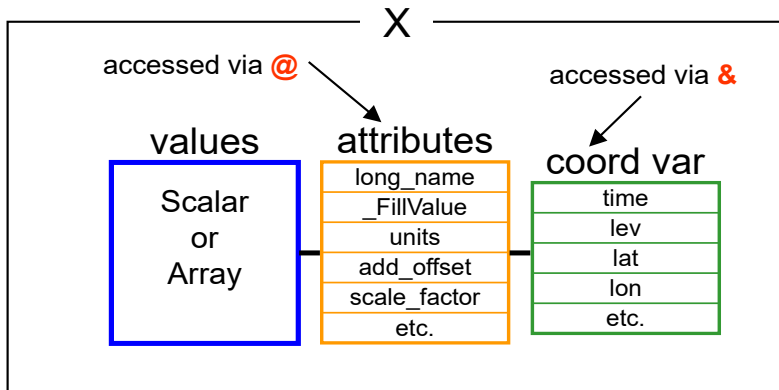 X
accessed via @
accessed via &
values
attributes
coord var
Scalar
or
Array
long_name
_FillValue
units
add_offset
scale_factor
etc.
time
lev
lat
lon
etc.